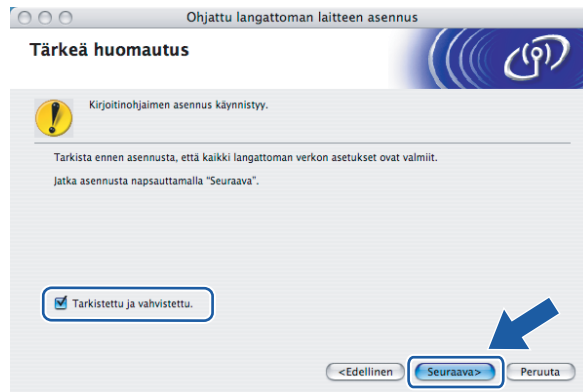 Ohjattu langattoman laitteen asennus
Tärkeä huomautus
Kirjoitinohjaimen asennus käynnistyy.
Tarkista ennen asennusta, että kaikki langattoman verkon asetukset ovat valmiit.
Jatka asennusta napsauttamalla "Seuraava".
Tarkistettu ja vahvistettu.
<Edellinen Seuraava> Peruuta